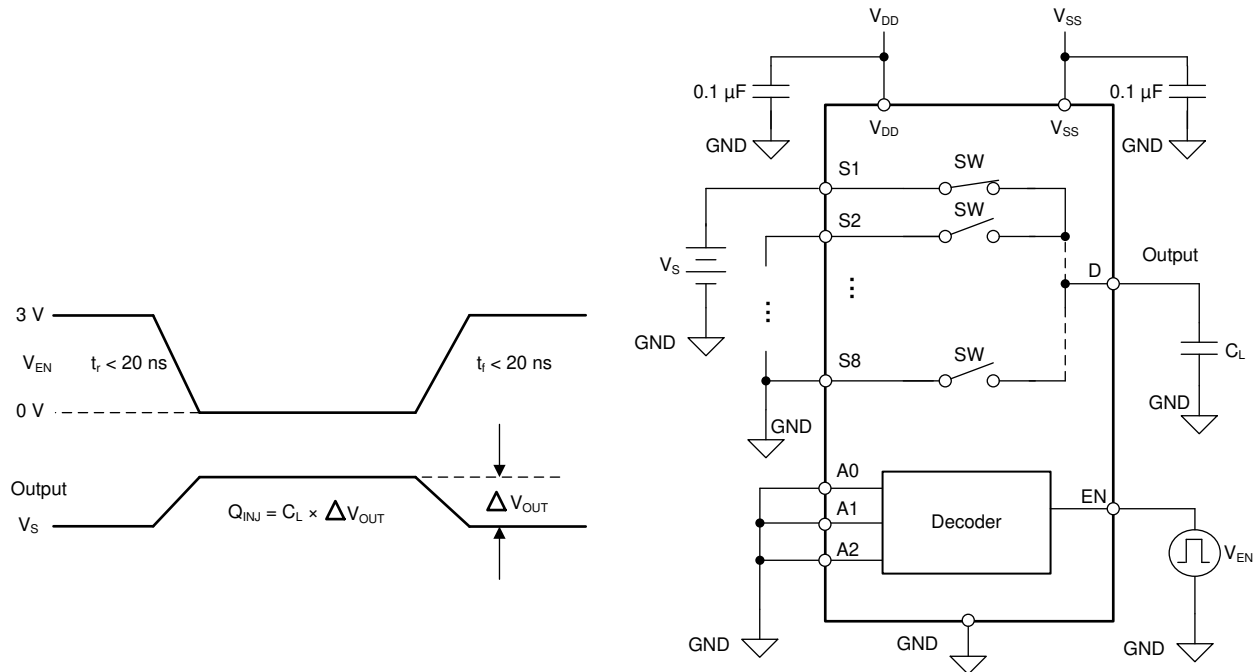 3 V
V_EN
t_r < 20 ns
t_f < 20 ns
0 V
Output
V_S
Q_INJ = C_L × Δ V_OUT
Δ V_OUT
V_DD
V_SS
0.1 µF
0.1 µF
GND
V_DD
V_SS
GND
S1
SW
S2
SW
V_S
...
...
D
Output
GND
S8
SW
C_L
GND
GND
A0
A1
A2
Decoder
EN
V_EN
GND
GND
GND